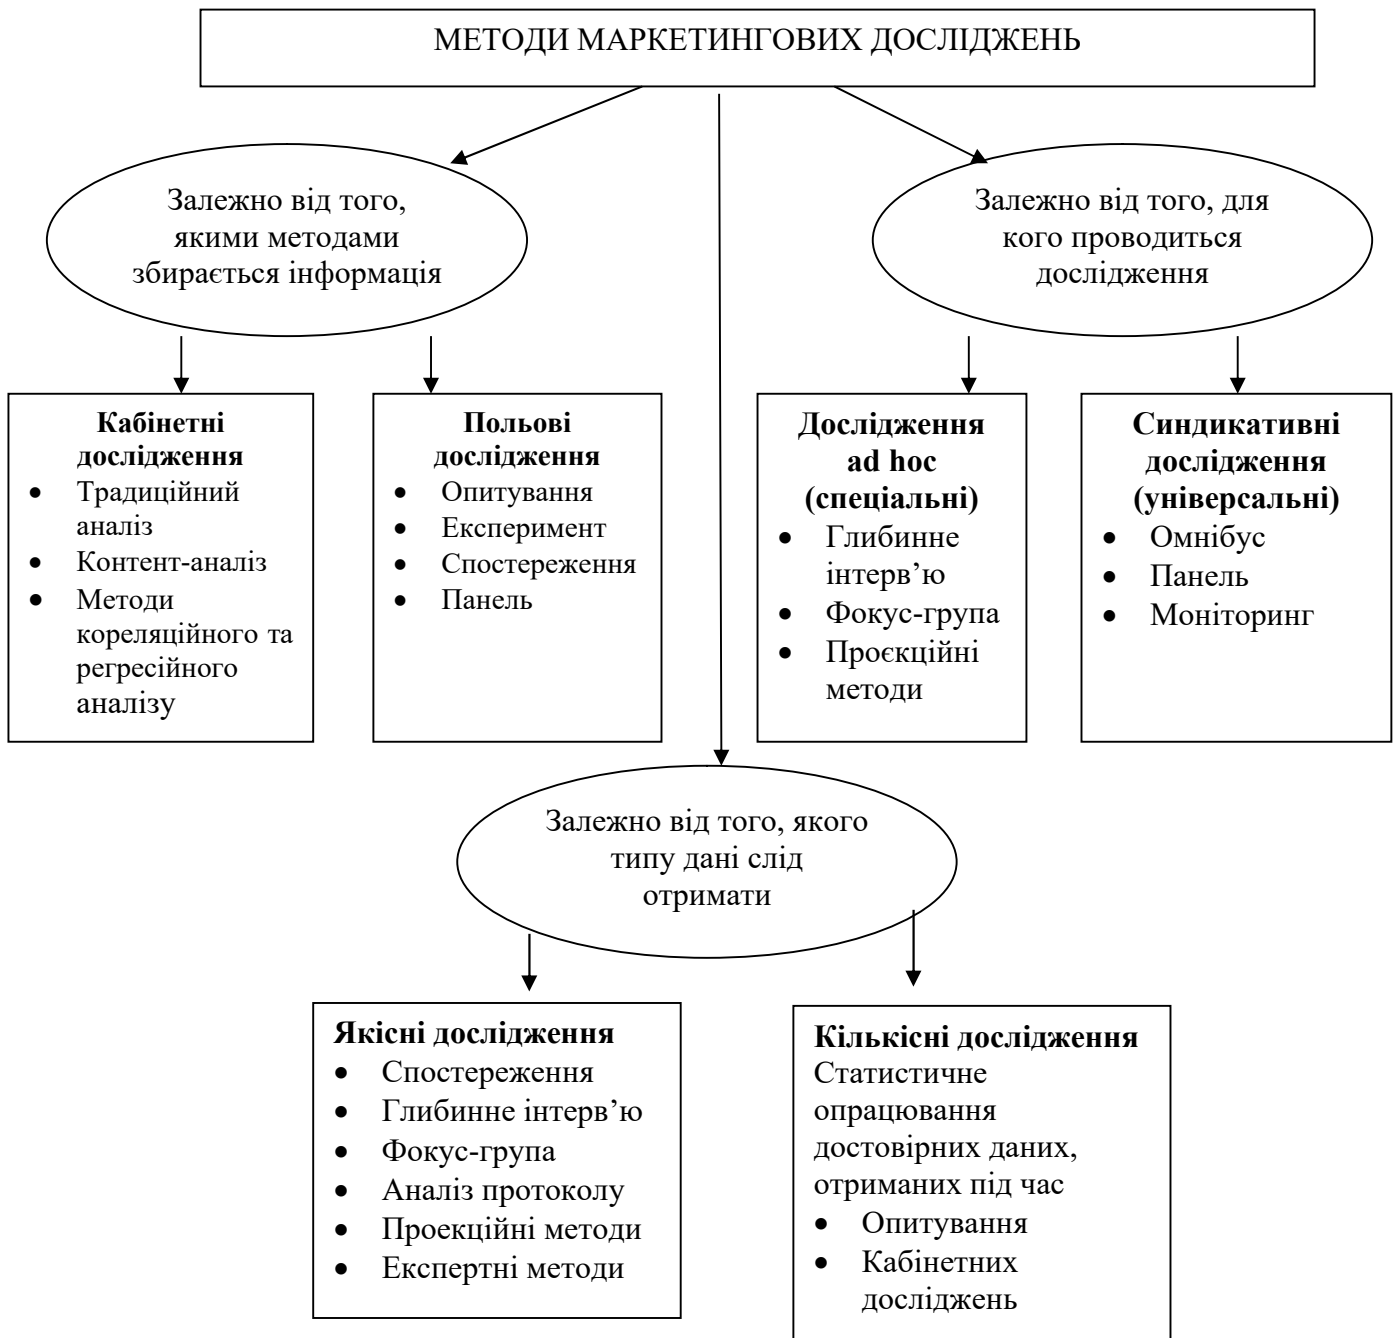 МЕТОДИ МАРКЕТИНГОВИХ ДОСЛІДЖЕНЬ
Залежно від того,
якими методами
збирається інформація
Залежно від того, для
кого проводиться
дослідження
Кабінетні
дослідження
• Традиційний
аналіз
• Контент-аналіз
• Методи
кореляційного та
регресійного
аналізу
Польові
дослідження
• Опитування
• Експеримент
• Спостереження
• Панель
Дослідження
ad hoc
(спеціальні)
• Глибинне
інтерв’ю
• Фокус-група
• Проєкційні
методи
Синдикативні
дослідження
(універсальні)
• Омнібус
• Панель
• Моніторинг
Залежно від того, якого
типу дані слід
отримати
Якісні дослідження
• Спостереження
• Глибинне інтерв’ю
• Фокус-група
• Аналіз протоколу
• Проекційні методи
• Експертні методи
Кількісні дослідження
Статистичне
опрацювання
достовірних даних,
отриманих під час
• Опитування
• Кабінетних
досліджень